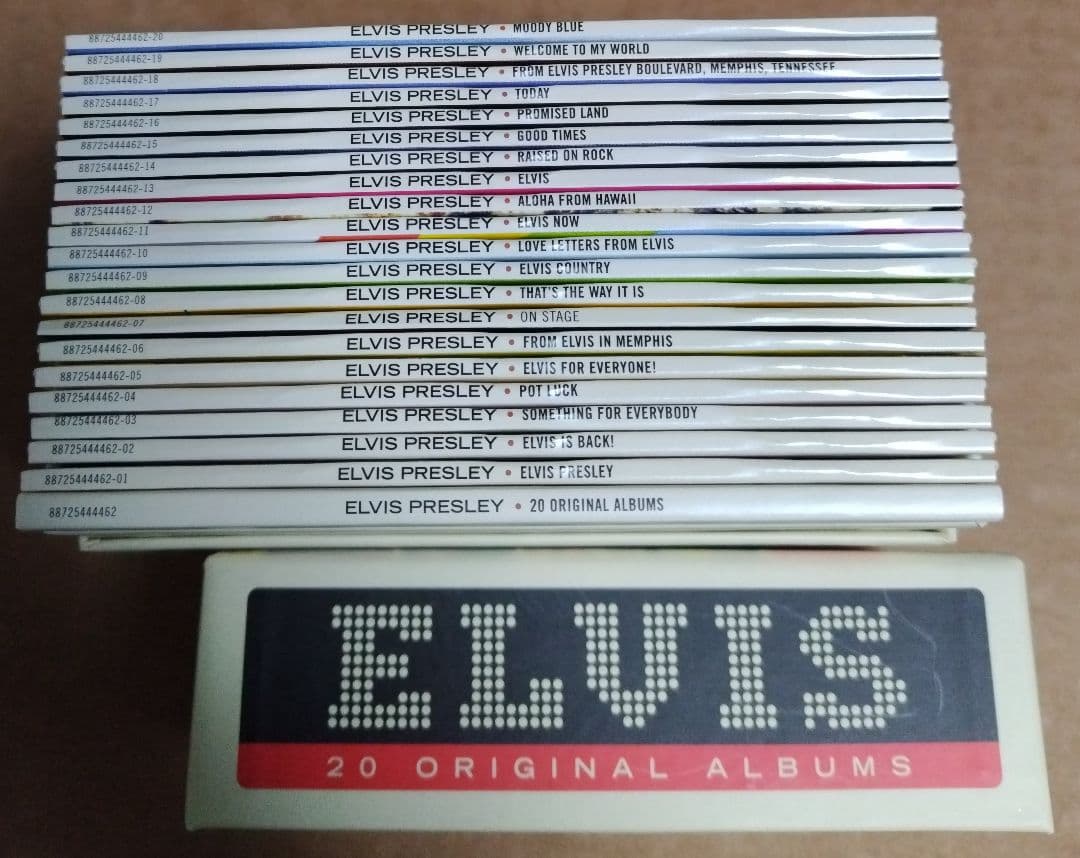 88725444462-20 ELVIS PRESLEY • MOODY BLUE
88725444462-19 ELVIS PRESLEY • WELCOME TO MY WORLD
88725444462-18 ELVIS PRESLEY • FROM ELVIS PRESLEY BOULEVARD, MEMPHIS, TENNESSEE
88725444462-17 ELVIS PRESLEY • TODAY
88725444462-16 ELVIS PRESLEY • PROMISED LAND
88725444462-15 ELVIS PRESLEY • GOOD TIMES
88725444462-14 ELVIS PRESLEY • RAISED ON ROCK
88725444462-13 ELVIS PRESLEY • ELVIS
88725444462-12 ELVIS PRESLEY • ALOHA FROM HAWAII
88725444462-11 ELVIS PRESLEY • ELVIS NOW
88725444462-10 ELVIS PRESLEY • LOVE LETTERS FROM ELVIS
88725444462-09 ELVIS PRESLEY • ELVIS COUNTRY
88725444462-08 ELVIS PRESLEY • THAT'S THE WAY IT IS
88725444462-07 ELVIS PRESLEY • ON STAGE
88725444462-06 ELVIS PRESLEY • FROM ELVIS IN MEMPHIS
88725444462-05 ELVIS PRESLEY • ELVIS FOR EVERYONE!
88725444462-04 ELVIS PRESLEY • POT LUCK
88725444462-03 ELVIS PRESLEY • SOMETHING FOR EVERYBODY
88725444462-02 ELVIS PRESLEY • ELVIS IS BACK!
88725444462-01 ELVIS PRESLEY • ELVIS PRESLEY
88725444462 ELVIS PRESLEY • 20 ORIGINAL ALBUMS
ELVIS
20 ORIGINAL ALBUMS